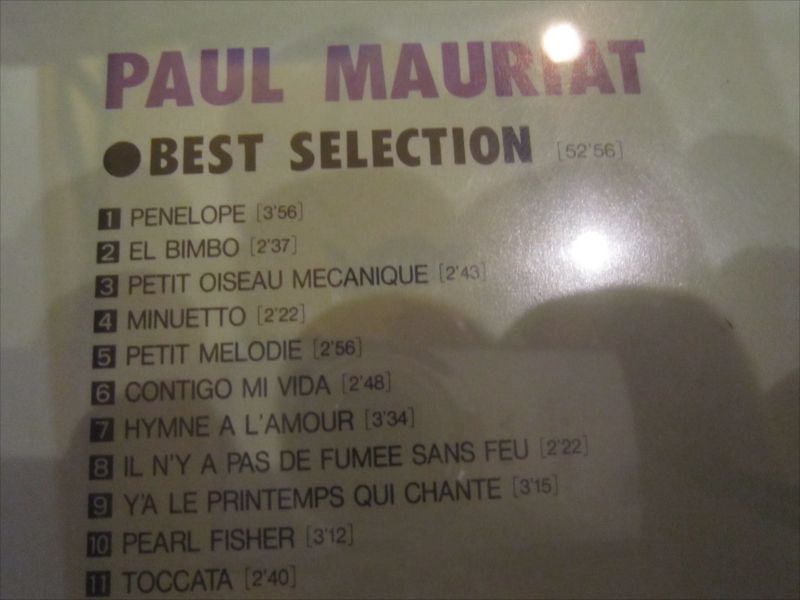 PAUL MAURIAT
●BEST SELECTION [52'56]
1 PENELOPE [3'56]
2 EL BIMBO [2'37]
3 PETIT OISEAU MECANIQUE [2'43]
4 MINUETTO [2'22]
5 PETIT MELODIE [2'56]
6 CONTIGO MI VIDA [2'48]
7 HYMNE A L'AMOUR [3'34]
8 IL N'Y A PAS DE FUMEE SANS FEU [2'22]
9 Y'A LE PRINTEMPS QUI CHANTE [3'15]
10 PEARL FISHER [3'12]
11 TOCCATA [2'40]